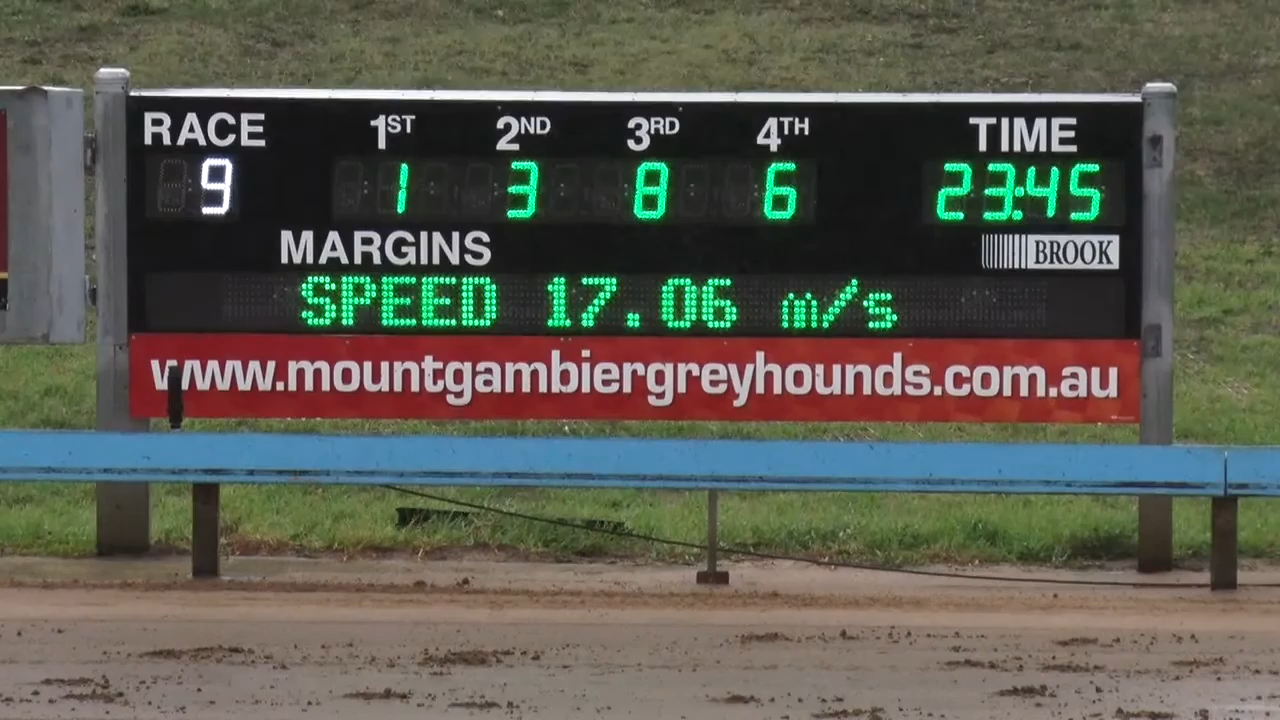 RACE 1ST 2ND 3RD 4TH TIME
9 1 3 8 6 23:45
MARGINS BROOK
SPEED 17.06 m/s
www.mountgambiergreyhounds.com.au